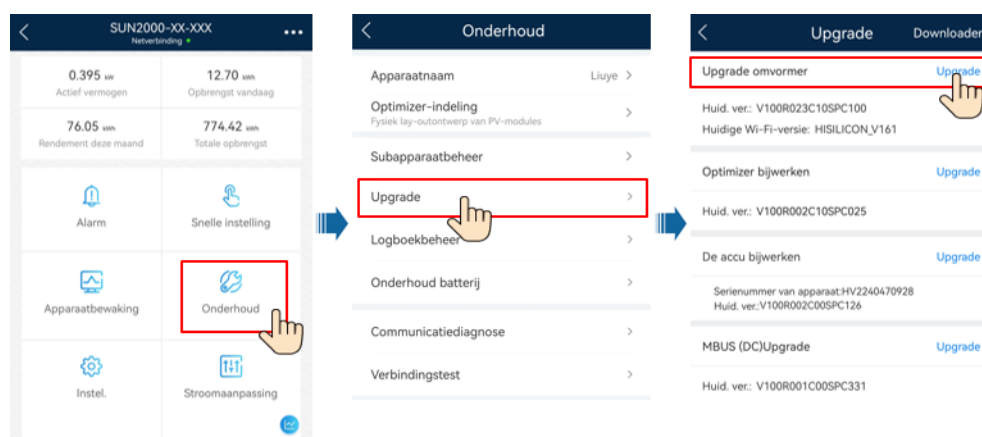 SUN2000-XX-XXX
Netverbinding
0.395 kW
12.70 kWh
Actief vermogen
Opbrengst vandaag
76.05 kWh
774.42 kWh
Rendement deze maand
Totale opbrengst
Alarm
Snelle instelling
Apparaatbewaking
Onderhoud
Instel.
Stroomaanpassing
Onderhoud
Apparaatnaam
Liuye
Optimizer-indeling
Fysiek lay-outontwerp van PV-modules
Subapparaatbeheer
Upgrade
Logboekbeheer
Onderhoud batterij
Communicatiediagnose
Verbindingstest
Upgrade
Downloaden
Upgrade omvormer
Upgrade
Huid. ver.: V100R023C10SPC100
Huidige Wi-Fi-versie: HISILICON_V161
Optimizer bijwerken
Upgrade
Huid. ver.: V100R002C10SPC025
De accu bijwerken
Upgrade
Serienummer van apparaat:HV2240470928
Huid. ver.:V100R002C00SPC126
MBUS (DC)Upgrade
Upgrade
Huid. ver.: V100R001C00SPC331